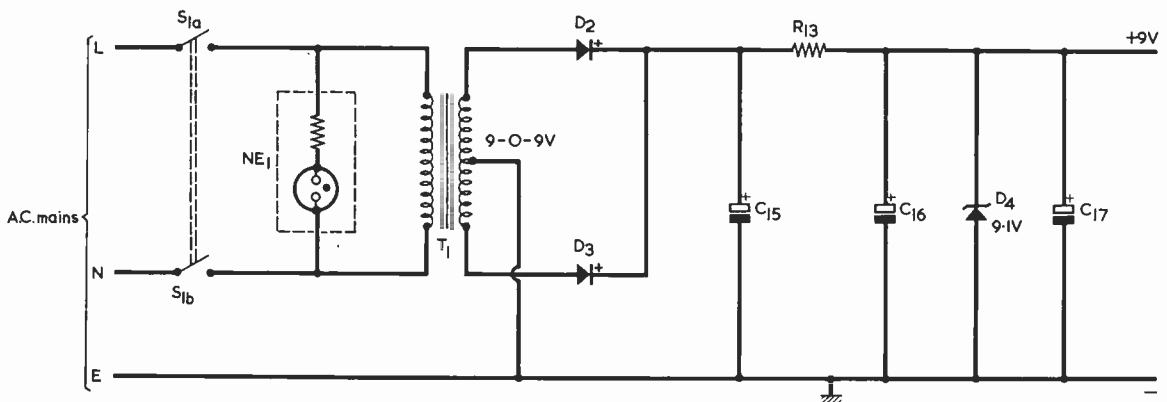 S1a
D2
+
R13
+9V
L
NE1
9-0-9V
T1
A.C. mains
+
C15
+
C16
D4
9·1V
+
C17
N
S1b
D3
+
E
−